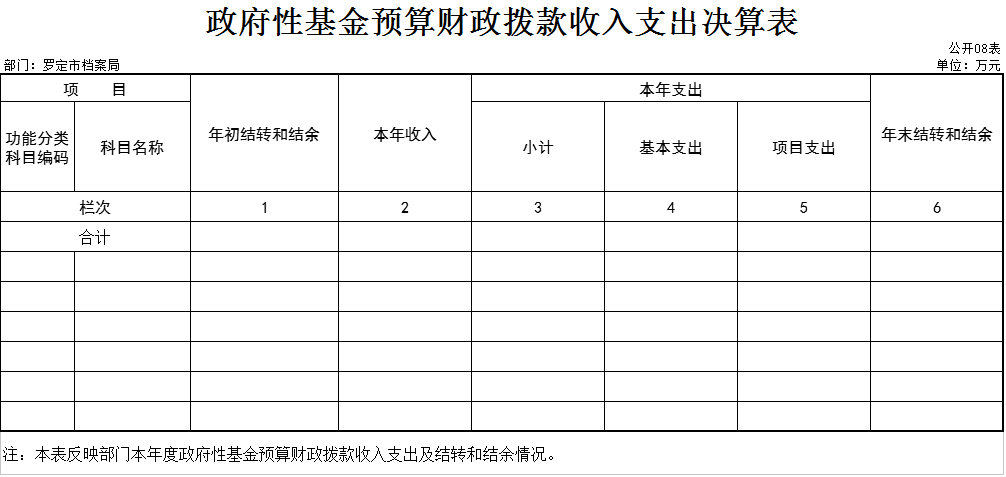 政府性基金预算财政拨款收入支出决算表
公开08表
部门：罗定市档案局
单位：万元
项 目
年初结转和结余
本年收入
本年支出
年末结转和结余
功能分类
科目编码
科目名称
小计
基本支出
项目支出
栏次
1
2
3
4
5
6
合计
注：本表反映部门本年度政府性基金预算财政拨款收入支出及结转和结余情况。